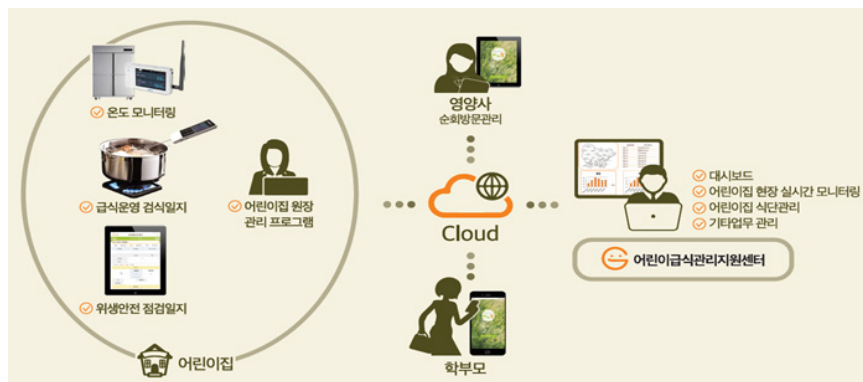 온도 모니터링
급식운영 검식일지
위생안전 점검일지
어린이집 원장
관리 프로그램
어린이집
영양사
순회방문관리
Cloud
학부모
대시보드
어린이집 현장 실시간 모니터링
어린이집 식단관리
기타업무 관리
어린이급식관리지원센터